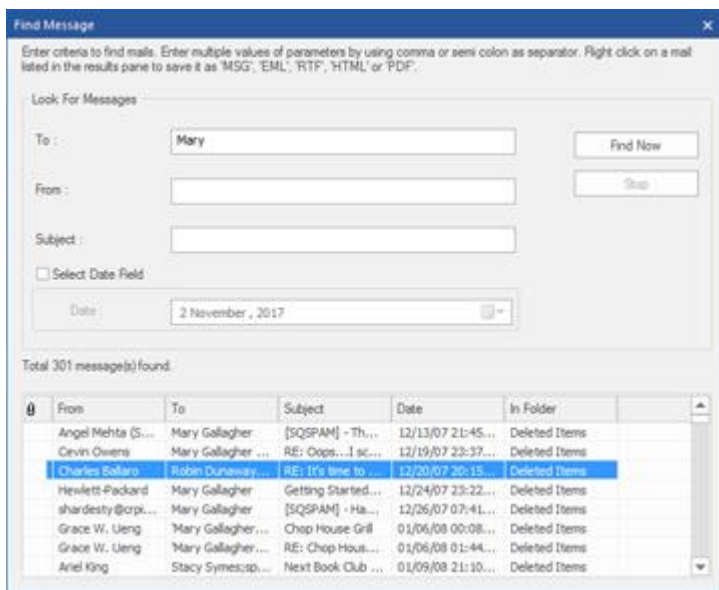 Find Message
Enter criteria to find mails. Enter multiple values of parameters by using comma or semi colon as separator. Right click on a mail
listed in the results pane to save it as 'MSG', 'EML', 'RTF', 'HTML' or 'PDF'.
Look For Messages
To : Mary Find Now
From : Stop
Subject :
Select Date Field
Date 2 November , 2017
Total 301 message(s) found.
From To Subject Date In Folder
Angel Mehta (S... Mary Gallagher [SQSPAM] - Th... 12/13/07 21:45... Deleted Items
Cevin Owens Mary Gallagher ... RE: Oops...I sc... 12/19/07 23:37... Deleted Items
Charles Ballaro Robin Dunaway... RE: It's time to ... 12/20/07 20:15... Deleted Items
Hewlett-Packard Mary Gallagher Getting Started... 12/24/07 23:22... Deleted Items
shardesty@crpi... Mary Gallagher [SQSPAM] - Ha... 12/26/07 07:41... Deleted Items
Grace W. Ueng 'Mary Gallagher... Chop House Grill 01/06/08 00:08... Deleted Items
Grace W. Ueng 'Mary Gallagher... RE: Chop Hous... 01/06/08 01:44... Deleted Items
Ariel King Stacy Symes;sp... Next Book Club ... 01/09/08 21:10... Deleted Items